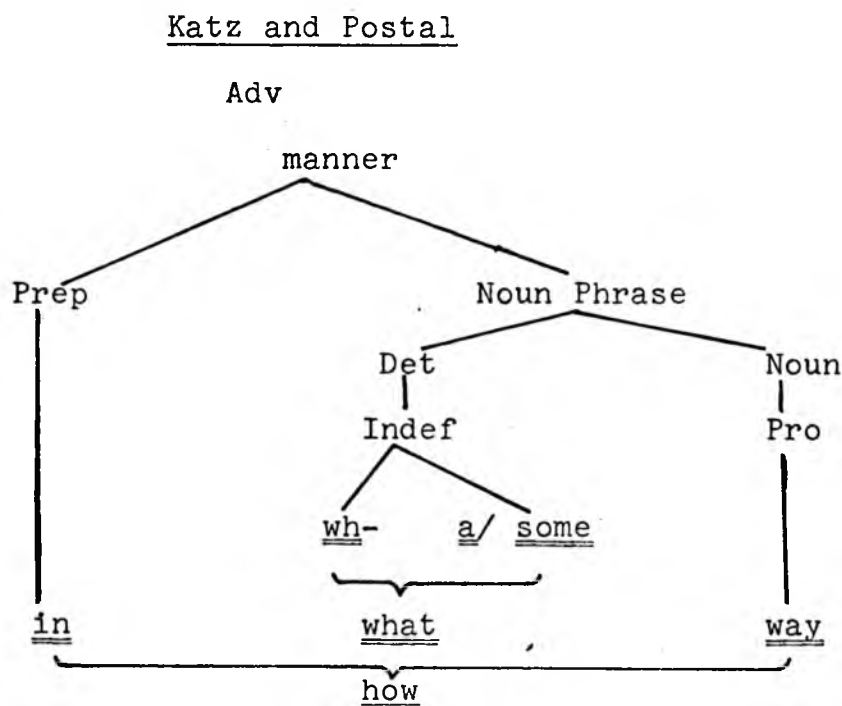 Katz and Postal
Adv
manner
Prep Noun Phrase
Det Noun
Indef Pro
wh- a/ some
in what way
how